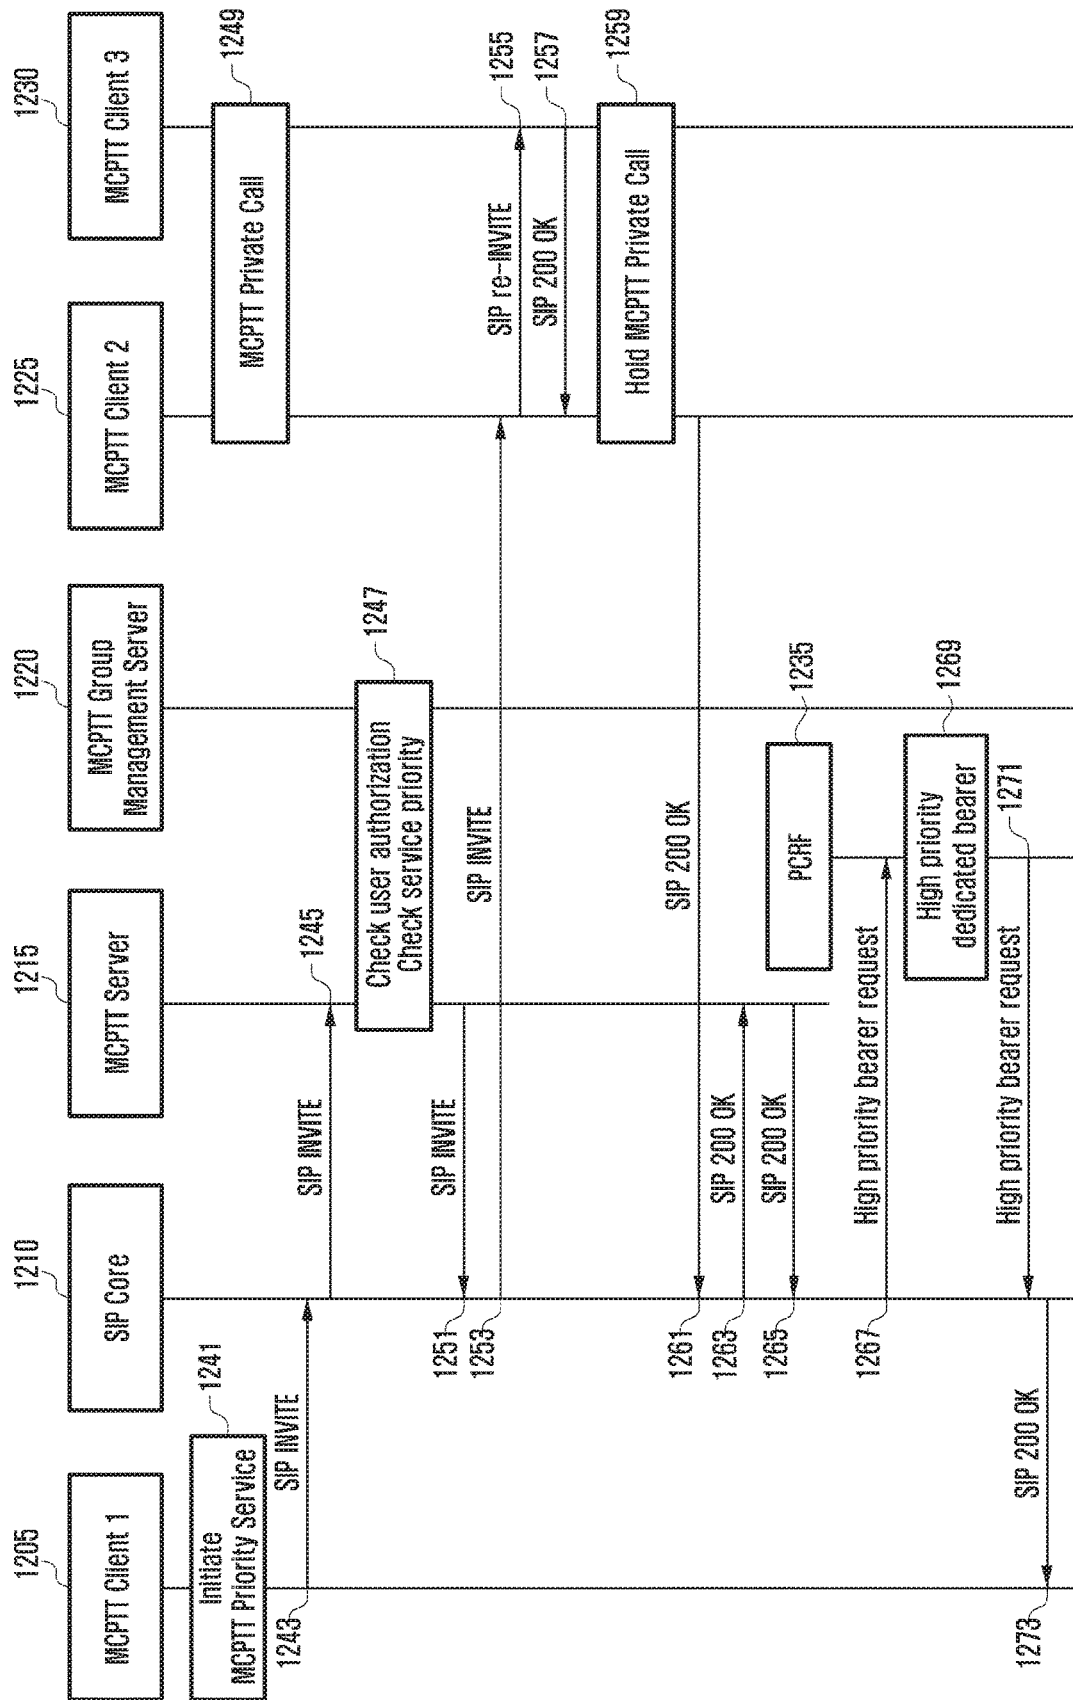 1205
1210
1215
1220
1225
1230
MCPTT Client 1
SIP Core
MCPTT Server
MCPTT Group
Management Server
MCPTT Client 2
MCPTT Client 3
1241
Initiate
MCPTT Priority Service
1249
MCPTT Private Call
1243
SIP INVITE
SIP INVITE
1245
1247
Check user authorization
Check service priority
1251
SIP INVITE
1253
SIP INVITE
SIP re-INVITE
1255
SIP 200 OK
1257
Hold MCPTT Private Call
1259
1261
SIP 200 OK
1263
SIP 200 OK
1265
SIP 200 OK
PCRF
1235
1267
High priority bearer request
High priority
dedicated bearer
1269
High priority bearer request
1271
1273
SIP 200 OK